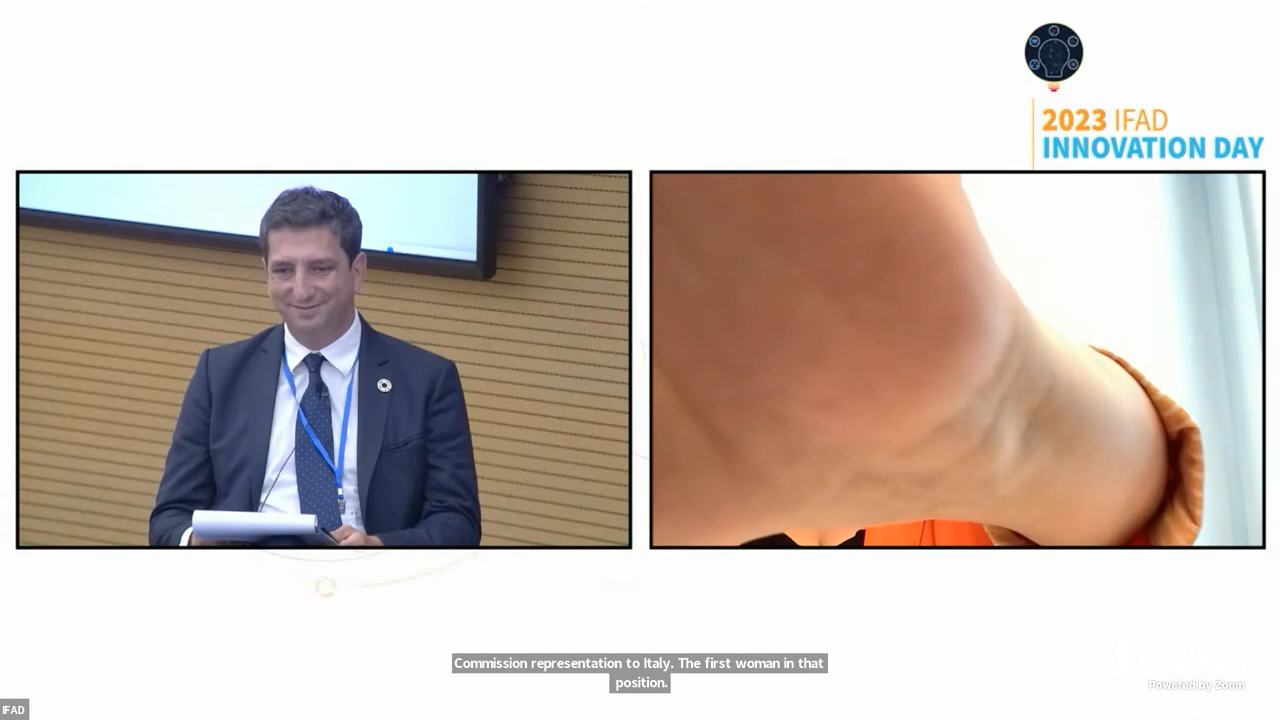 2023 IFAD
INNOVATION DAY
Commission representation to Italy. The first woman in that
position.
Powered by Zoom
IFAD